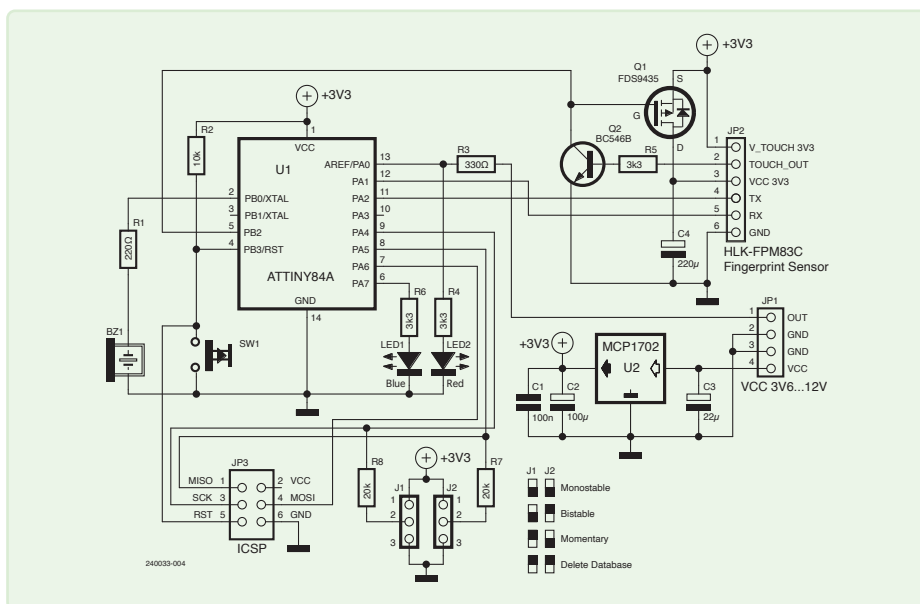 +3V3
Q1
FDS9435
S
G
D
+3V3
Q2
BC546B
R2
10k
1
VCC
U1
ATTINY84A
GND
14
2
PB0/XTAL
3
PB1/XTAL
5
PB2
4
PB3/RST
AREF/PA0
13
PA1
12
PA2
11
PA3
10
PA4
9
PA5
8
PA6
7
PA7
6
R3
330Ω
R5
3k3
JP2
1
V_TOUCH 3V3
2
TOUCH_OUT
3
VCC 3V3
4
TX
5
RX
6
GND
HLK-FPM83C
Fingerprint Sensor
C4
220µ
R1
220Ω
BZ1
SW1
R6
3k3
R4
3k3
LED1
Blue
LED2
Red
JP1
1
OUT
2
GND
3
GND
4
VCC
VCC 3V6...12V
+3V3
MCP1702
U2
C1
100n
C2
100µ
C3
22µ
JP3
MISO 1
2 VCC
SCK 3
4 MOSI
RST 5
6 GND
ICSP
R8
20k
+3V3
R7
20k
J1
1
2
3
J2
1
2
3
J1 J2
Monostable
Bistable
Momentary
Delete Database
240033-004